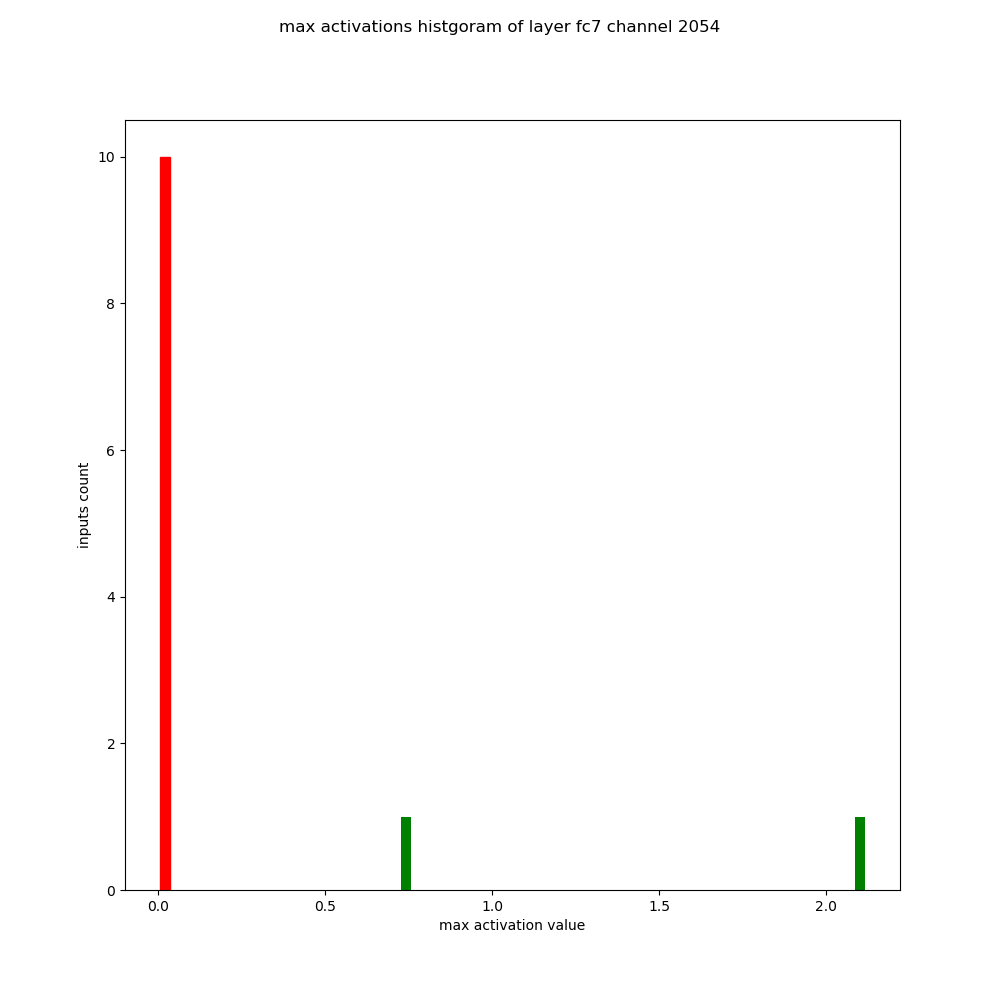 max activations histgoram of layer fc7 channel 2054
10
8
6
4
2
0
inputs count
0.0 0.5 1.0 1.5 2.0
max activation value